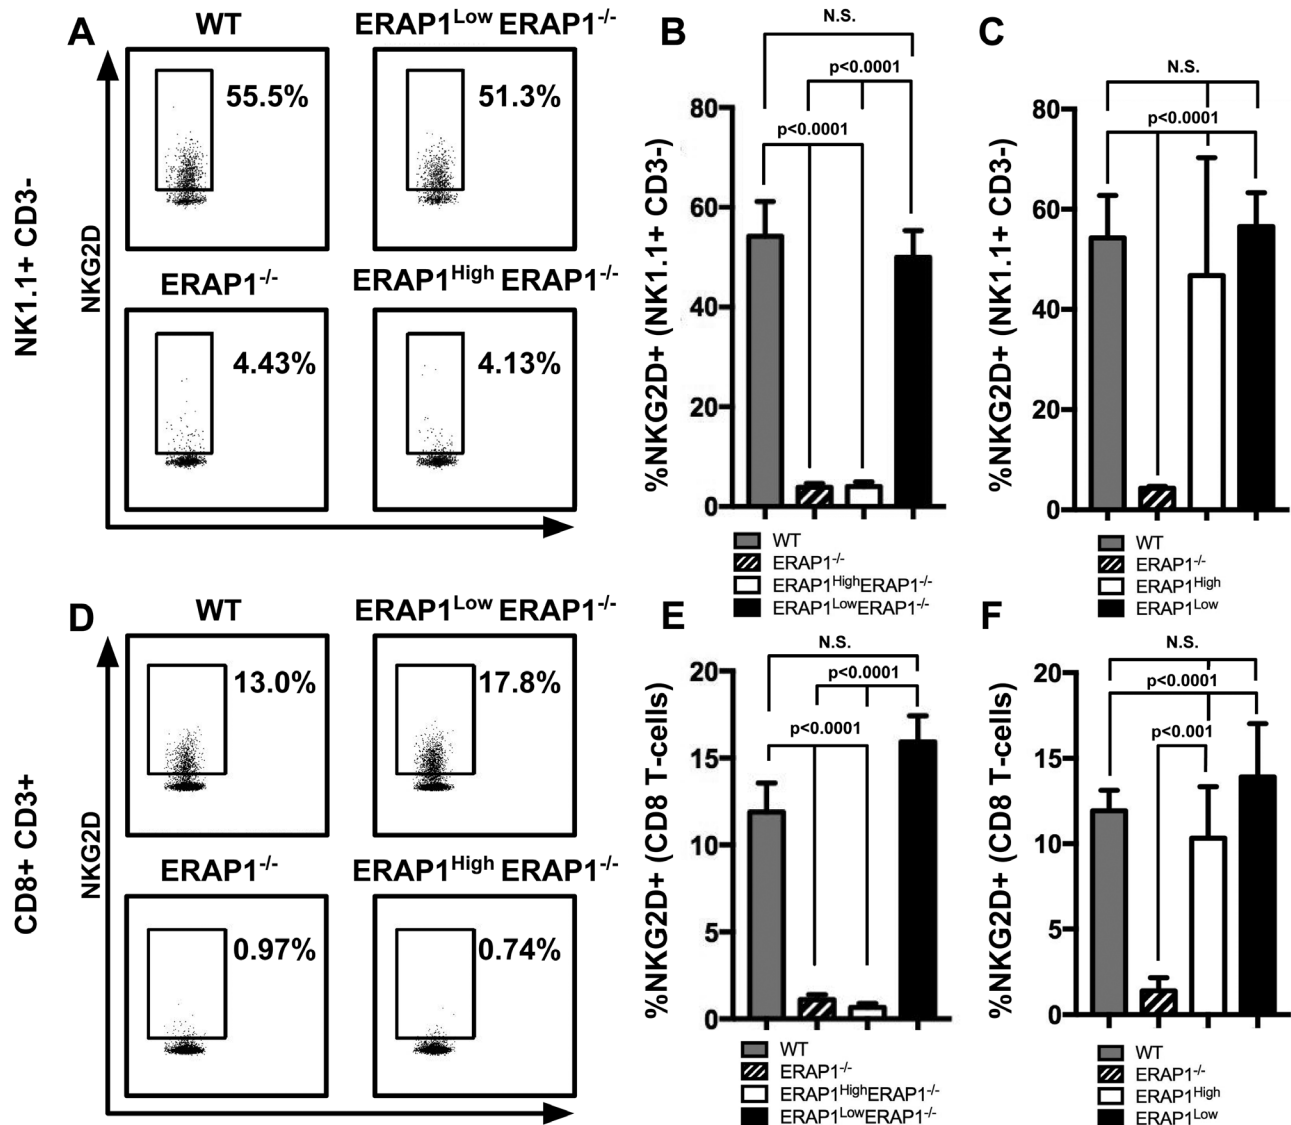 A
WT
ERAP1Low ERAP1-/-
55.5%
51.3%
ERAP1-/-
ERAP1High ERAP1-/-
4.43%
4.13%
NKG2D
NK1.1+ CD3-
B
N.S.
p<0.0001
p<0.0001
80
60
40
20
0
%NKG2D+ (NK1.1+ CD3-)
WT
ERAP1-/-
ERAP1HighERAP1-/-
ERAP1LowERAP1-/-
C
N.S.
p<0.0001
80
60
40
20
0
%NKG2D+ (NK1.1+ CD3-)
WT
ERAP1-/-
ERAP1High
ERAP1Low
D
WT
ERAP1Low ERAP1-/-
13.0%
17.8%
ERAP1-/-
ERAP1High ERAP1-/-
0.97%
0.74%
NKG2D
CD8+ CD3+
E
N.S.
p<0.0001
p<0.0001
20
15
10
5
0
%NKG2D+ (CD8 T-cells)
WT
ERAP1-/-
ERAP1HighERAP1-/-
ERAP1LowERAP1-/-
F
N.S.
p<0.0001
p<0.001
20
15
10
5
0
%NKG2D+ (CD8 T-cells)
WT
ERAP1-/-
ERAP1High
ERAP1Low